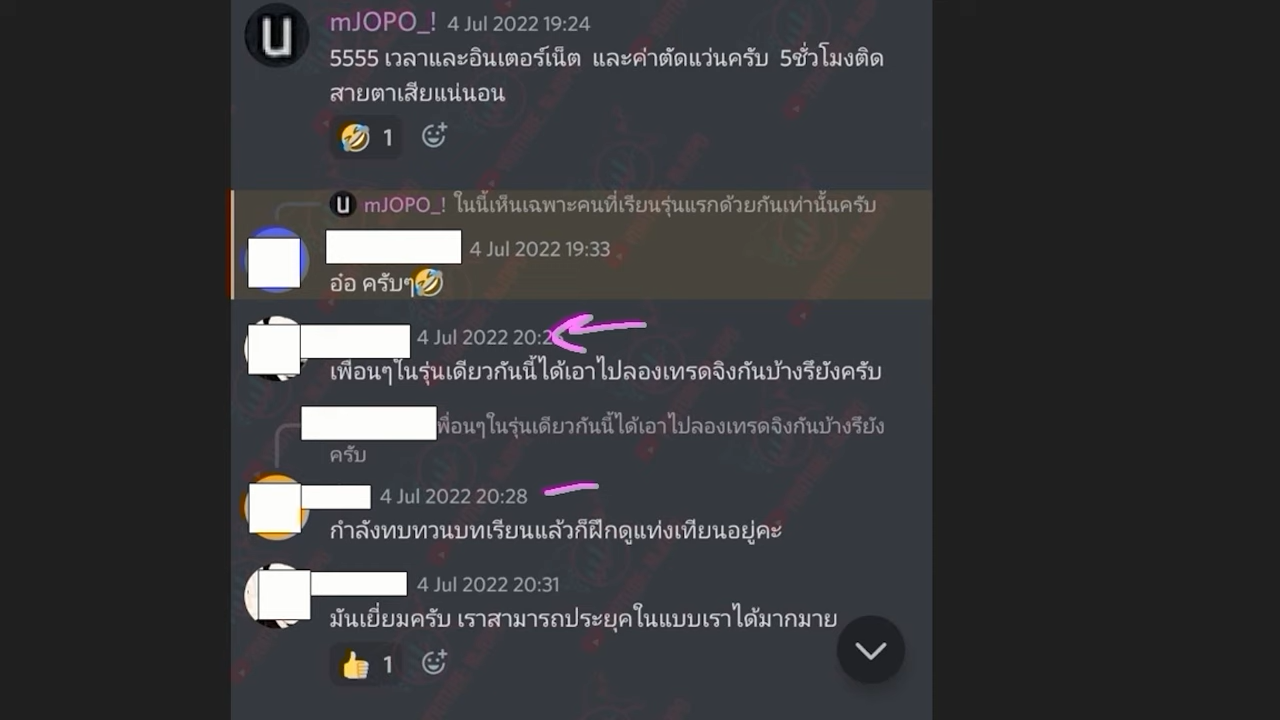 mJOPO_! 4 Jul 2022 19:24
5555 เวลาและอินเตอร์เน็ต และค่าตัดแว่นครับ 5ชั่วโมงติด
สายตาเสียแน่นอน
🤣 1
mJOPO_! ในนี้เห็นเฉพาะคนที่เรียนรุ่นแรกด้วยกันเท่านั้นครับ
4 Jul 2022 19:33
อ๋อ ครับๆ🤣
4 Jul 2022
เพื่อนๆในรุ่นเดียวกันนี้ได้เอาไปลองเทรดจิงกันบ้างรึยังครับ
พื่อนๆในรุ่นเดียวกันนี้ได้เอาไปลองเทรดจิงกันบ้างรึยัง
ครับ
4 Jul 2022 20:28
กำลังทบทวนบทเรียนแล้วก็ฝึกดูแท่งเทียนอยู่คะ
4 Jul 2022 20:31
มันเยี่ยมครับ เราสามารถประยุคในแบบเราได้มากมาย
👍 1